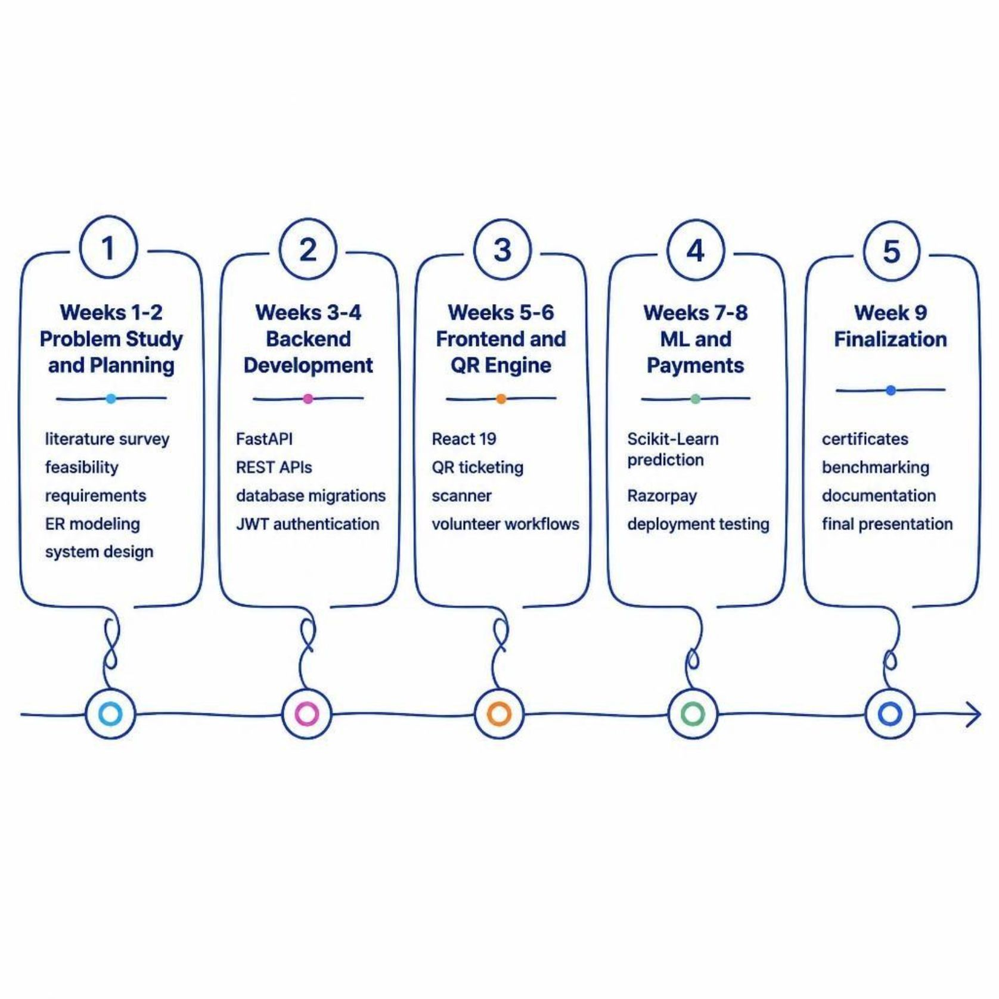 1
Weeks 1-2
Problem Study
and Planning
literature survey
feasibility
requirements
ER modeling
system design
2
Weeks 3-4
Backend
Development
FastAPI
REST APIs
database migrations
JWT authentication
3
Weeks 5-6
Frontend and
QR Engine
React 19
QR ticketing
scanner
volunteer workflows
4
Weeks 7-8
ML and
Payments
Scikit-Learn
prediction
Razorpay
deployment testing
5
Week 9
Finalization
certificates
benchmarking
documentation
final presentation